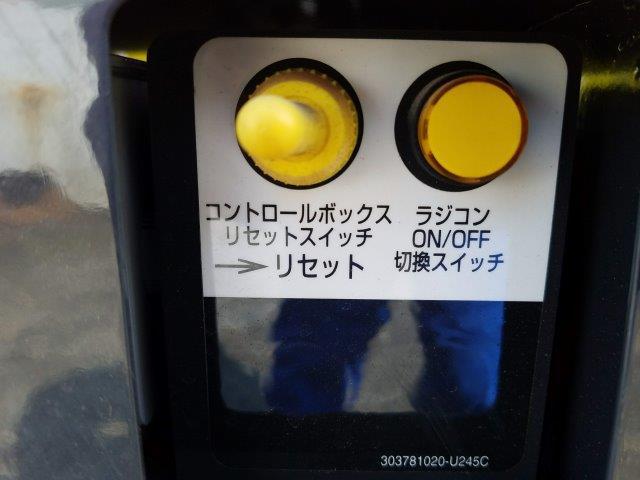 コントロールボックス
リセットスイッチ
→リセット
ラジコン
ON/OFF
切換スイッチ
303781020-U245C